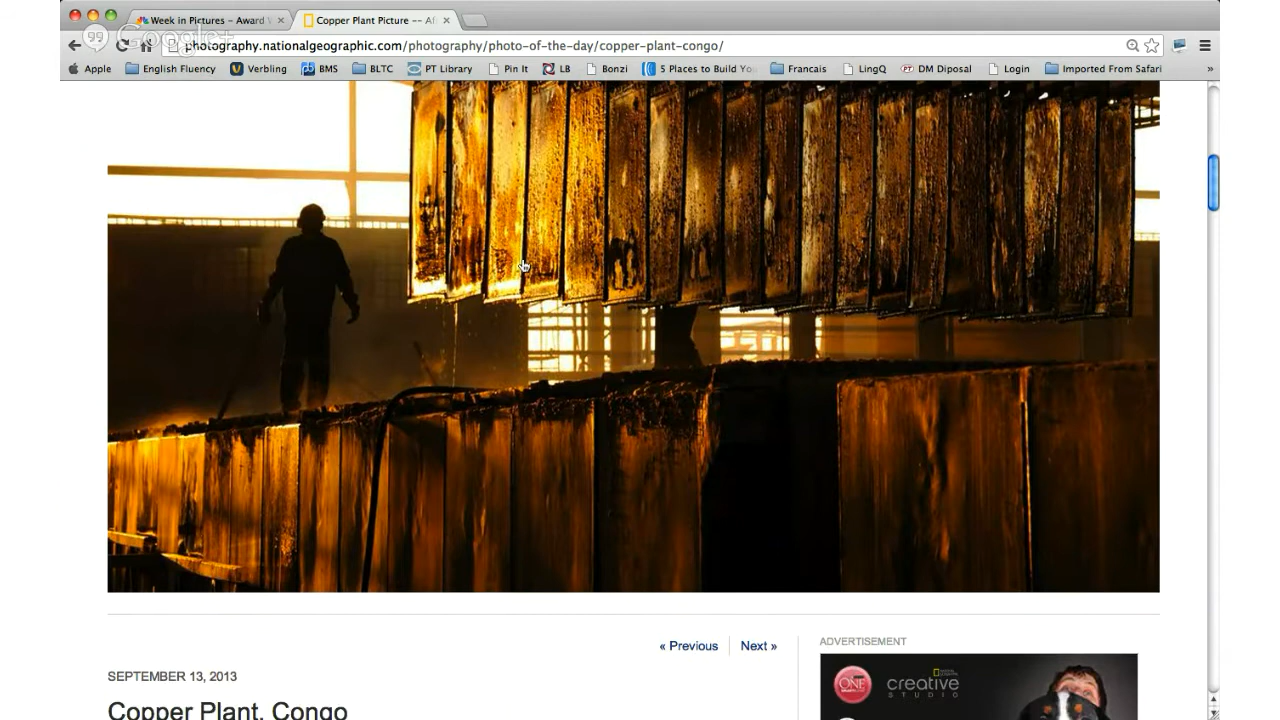 Week in Pictures – Award
Copper Plant Picture -- Af
Google+
photography.nationalgeographic.com/photography/photo-of-the-day/copper-plant-congo/
Apple English Fluency Verbling BMS BLTC PT Library Pin It LB Bonzi 5 Places to Build Yo Francais LingQ DM Diposal Login Imported From Safari »
« Previous Next »
ADVERTISEMENT
SEPTEMBER 13, 2013
Copper Plant, Congo
ONE
creative
STUDIO